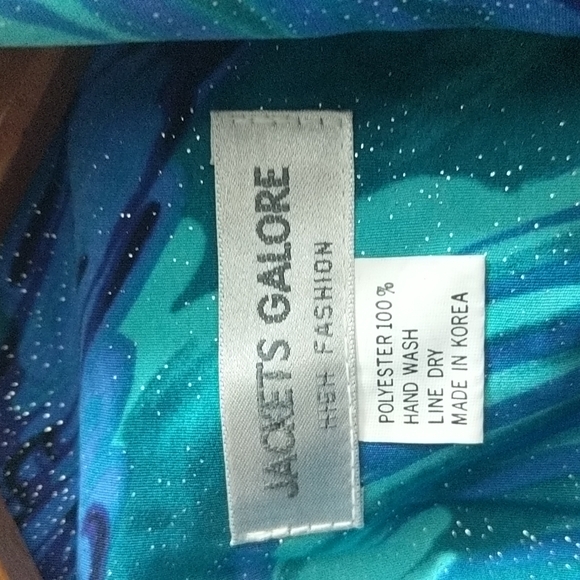 JACKETS GALORE
HIGH FASHION
POLYESTER 100%
HAND WASH
LINE DRY
MADE IN KOREA